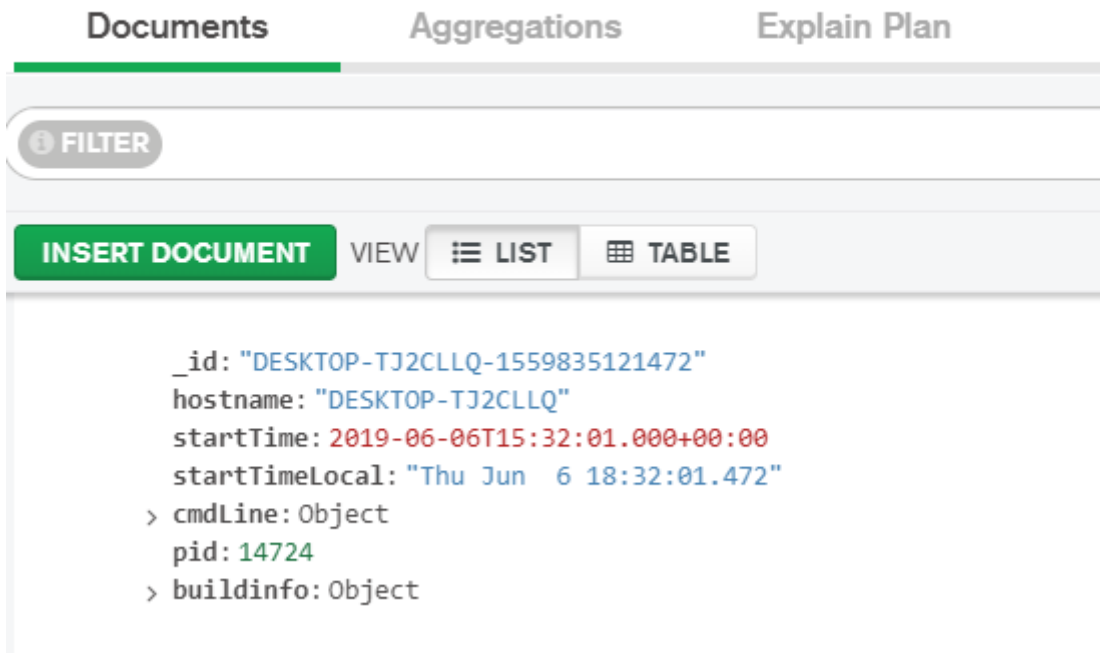 Documents Aggregations Explain Plan
FILTER
INSERT DOCUMENT VIEW LIST TABLE
_id: "DESKTOP-TJ2CLLQ-1559835121472"
hostname: "DESKTOP-TJ2CLLQ"
startTime: 2019-06-06T15:32:01.000+00:00
startTimeLocal: "Thu Jun  6 18:32:01.472"
> cmdLine: Object
pid: 14724
> buildinfo: Object